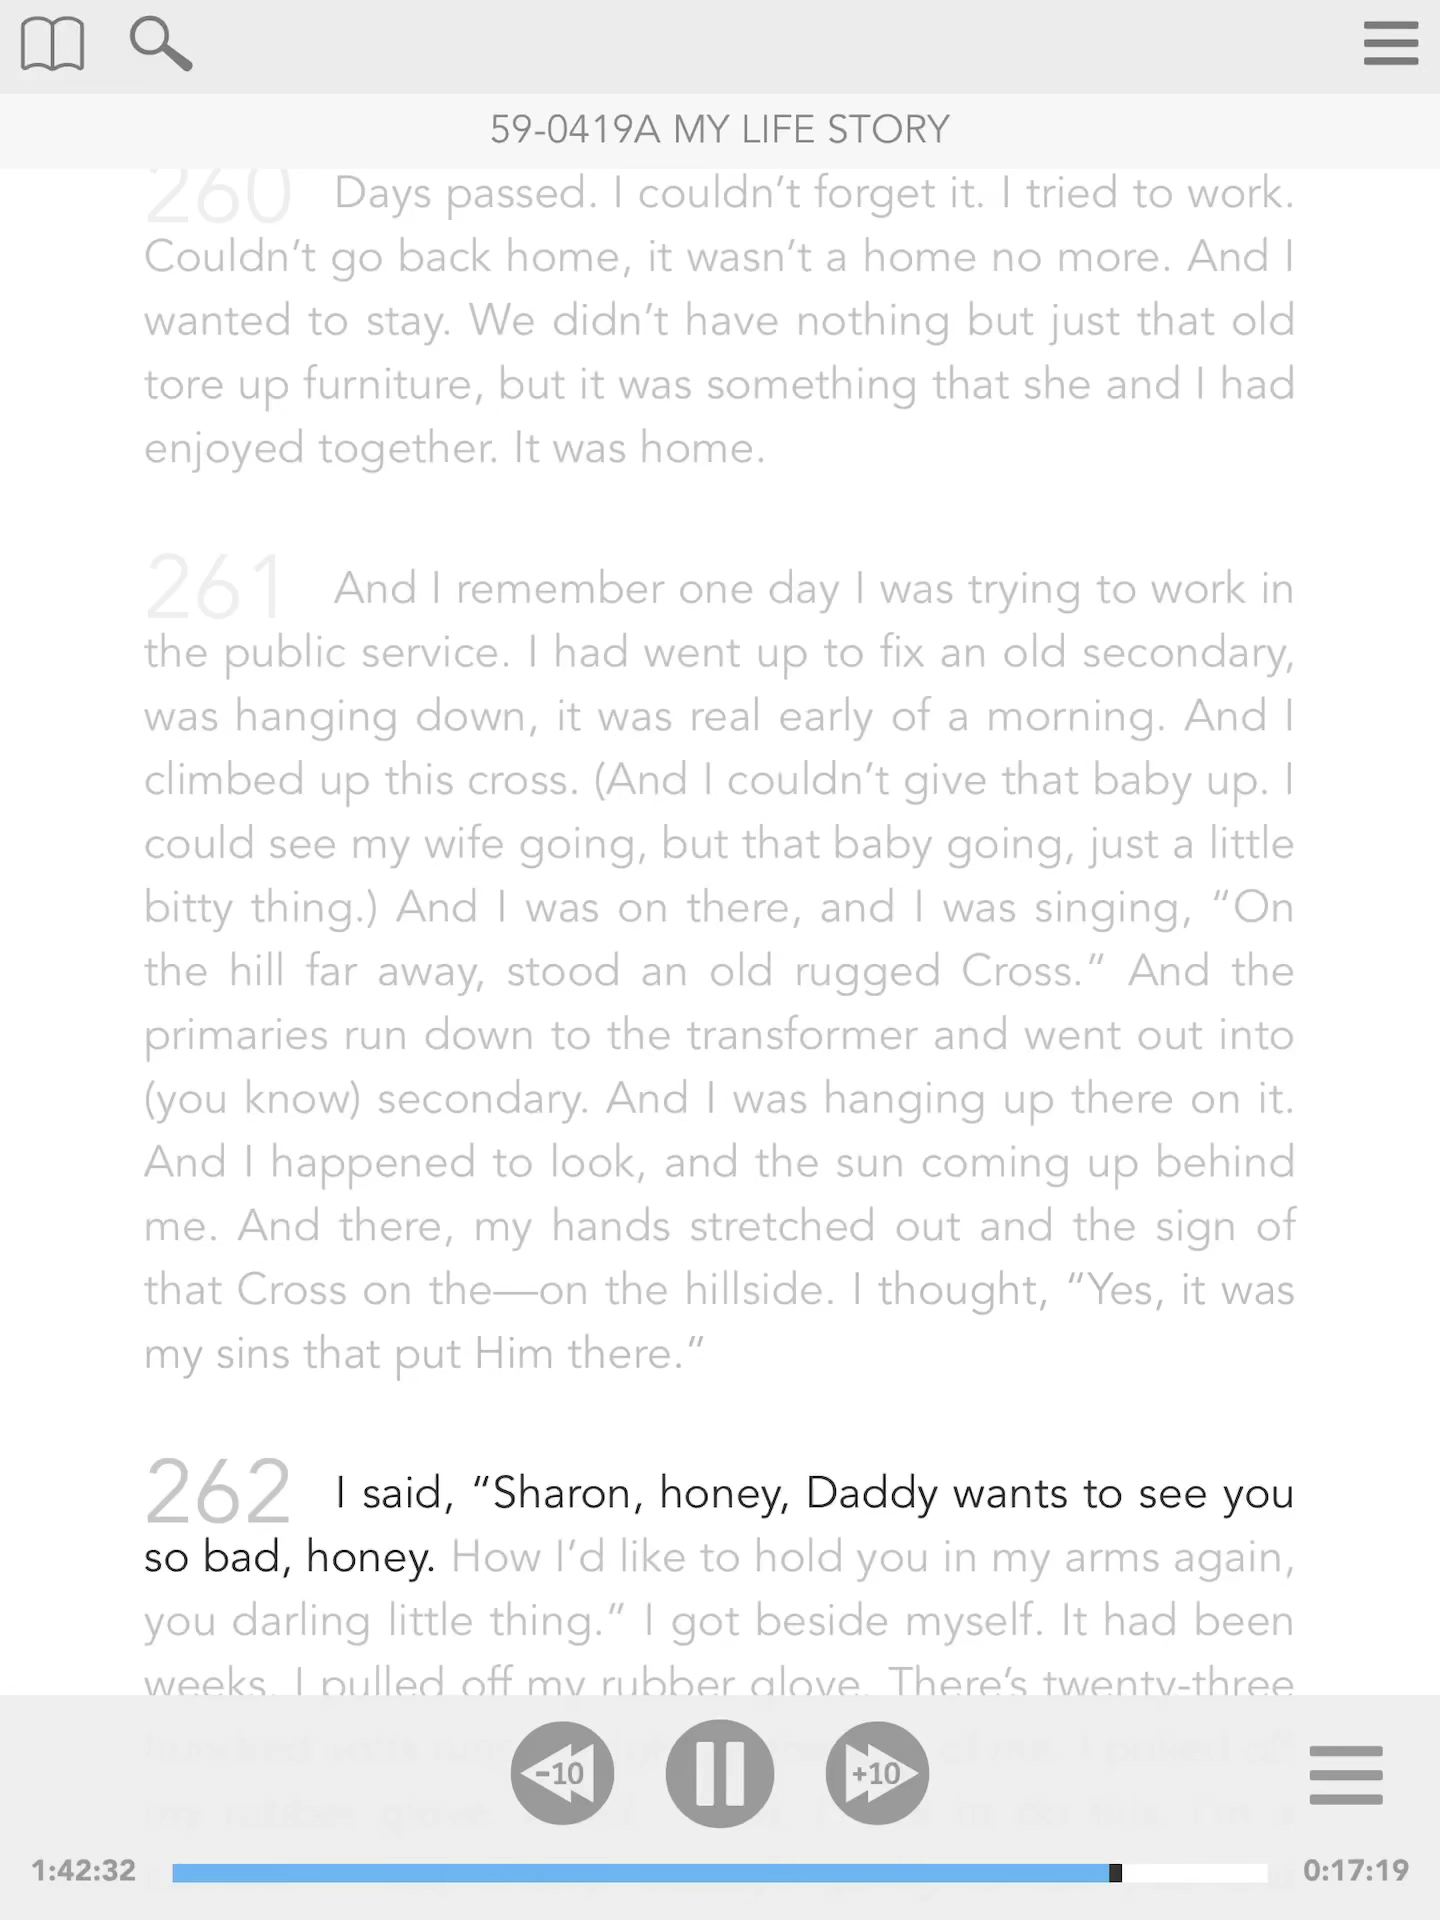 59-0419A MY LIFE STORY
260 Days passed. I couldn’t forget it. I tried to work.
Couldn’t go back home, it wasn’t a home no more. And I
wanted to stay. We didn’t have nothing but just that old
tore up furniture, but it was something that she and I had
enjoyed together. It was home.
261 And I remember one day I was trying to work in
the public service. I had went up to fix an old secondary,
was hanging down, it was real early of a morning. And I
climbed up this cross. (And I couldn’t give that baby up. I
could see my wife going, but that baby going, just a little
bitty thing.) And I was on there, and I was singing, “On
the hill far away, stood an old rugged Cross.” And the
primaries run down to the transformer and went out into
(you know) secondary. And I was hanging up there on it.
And I happened to look, and the sun coming up behind
me. And there, my hands stretched out and the sign of
that Cross on the—on the hillside. I thought, “Yes, it was
my sins that put Him there.”
262 I said, “Sharon, honey, Daddy wants to see you
so bad, honey. How I’d like to hold you in my arms again,
you darling little thing.” I got beside myself. It had been
weeks. I pulled off my rubber glove. There’s twenty-three
-10 +10
1:42:32 0:17:19